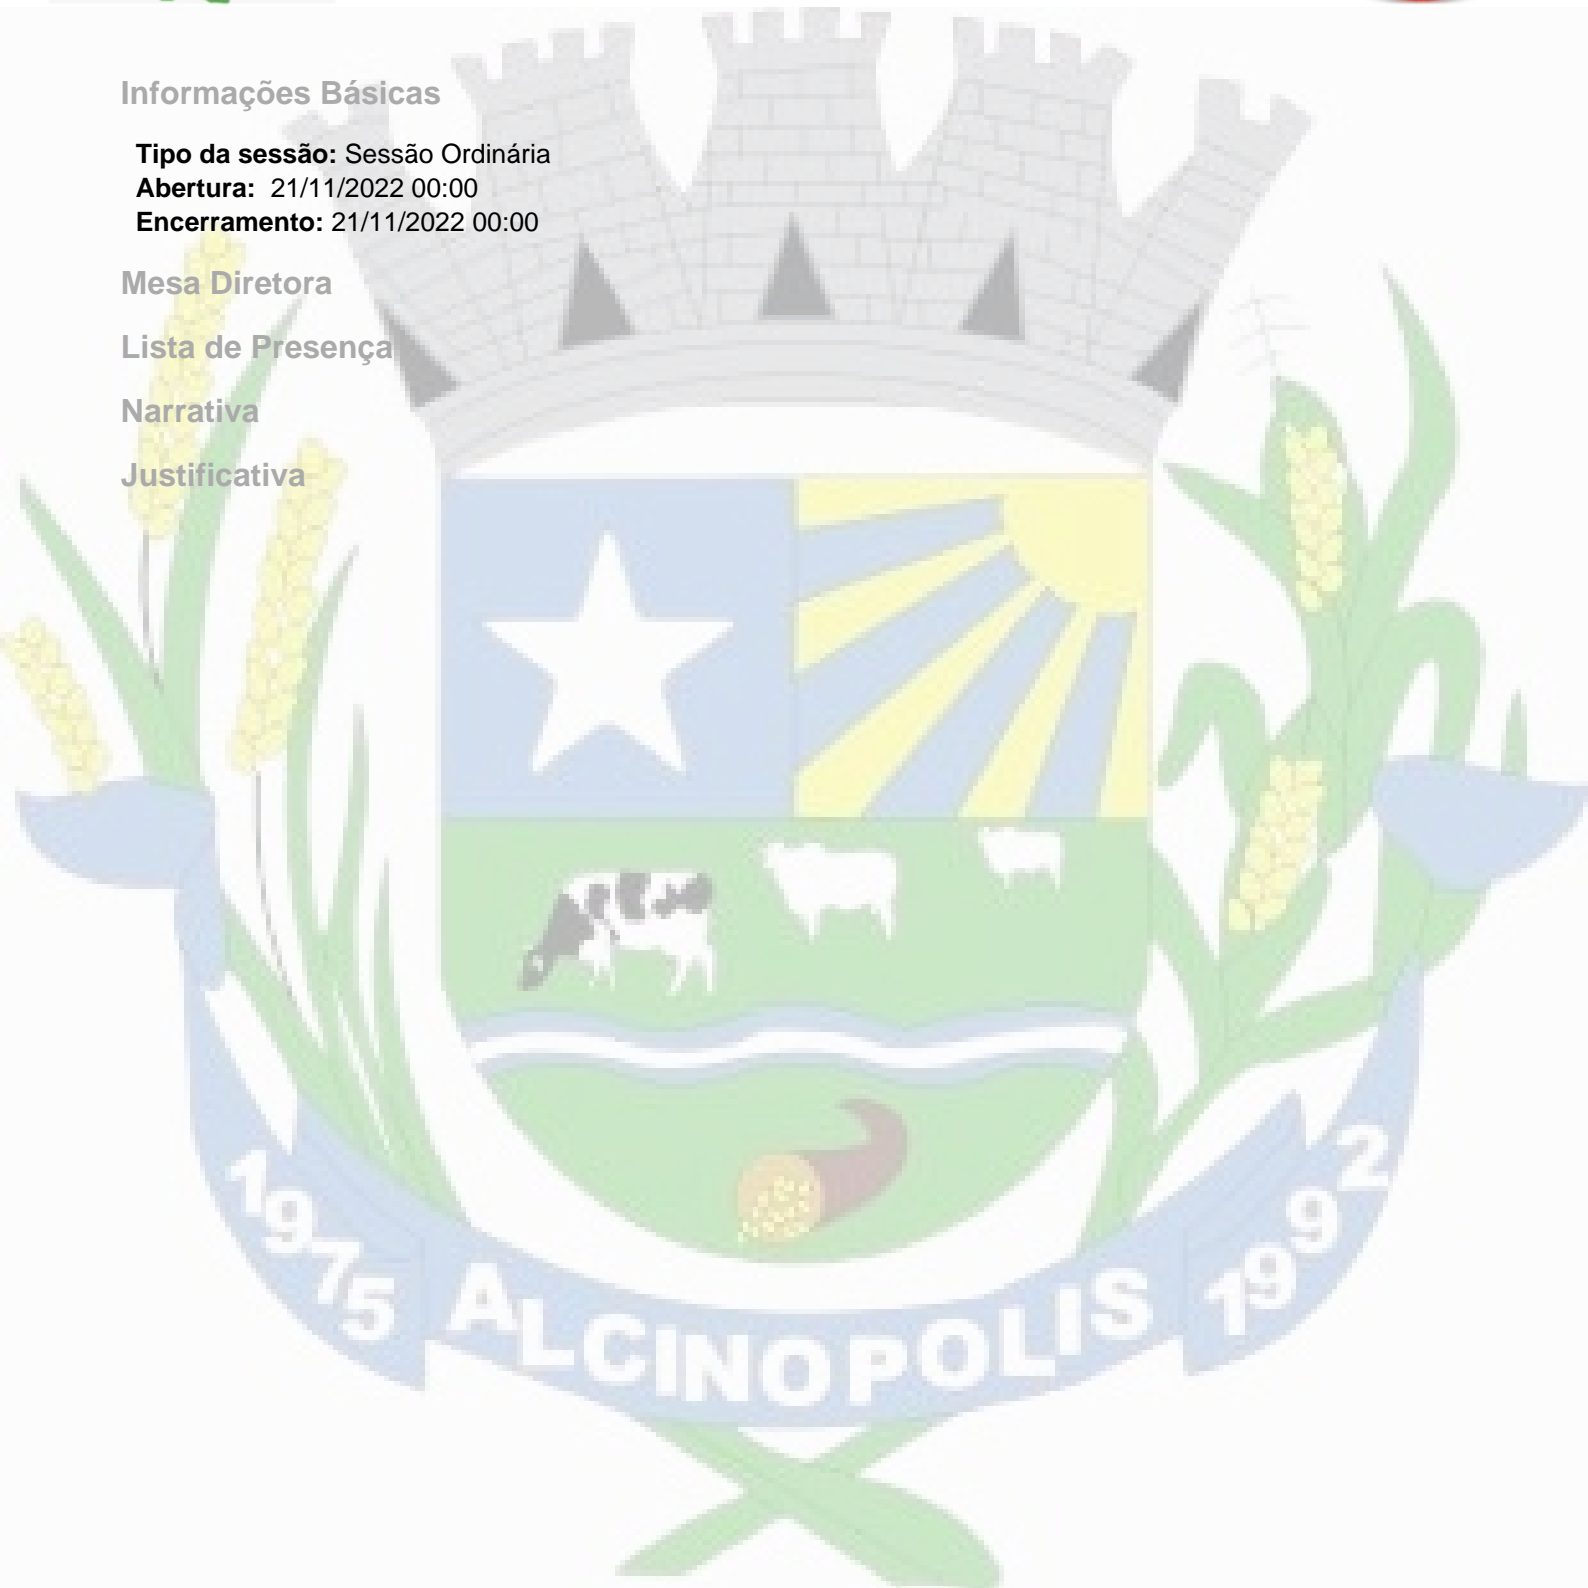 Informações Básicas
Tipo da sessão: Sessão Ordinária
Abertura: 21/11/2022 00:00
Encerramento: 21/11/2022 00:00
Mesa Diretora
Lista de Presença
Narrativa
Justificativa
1975 ALCINOPOLIS 1992